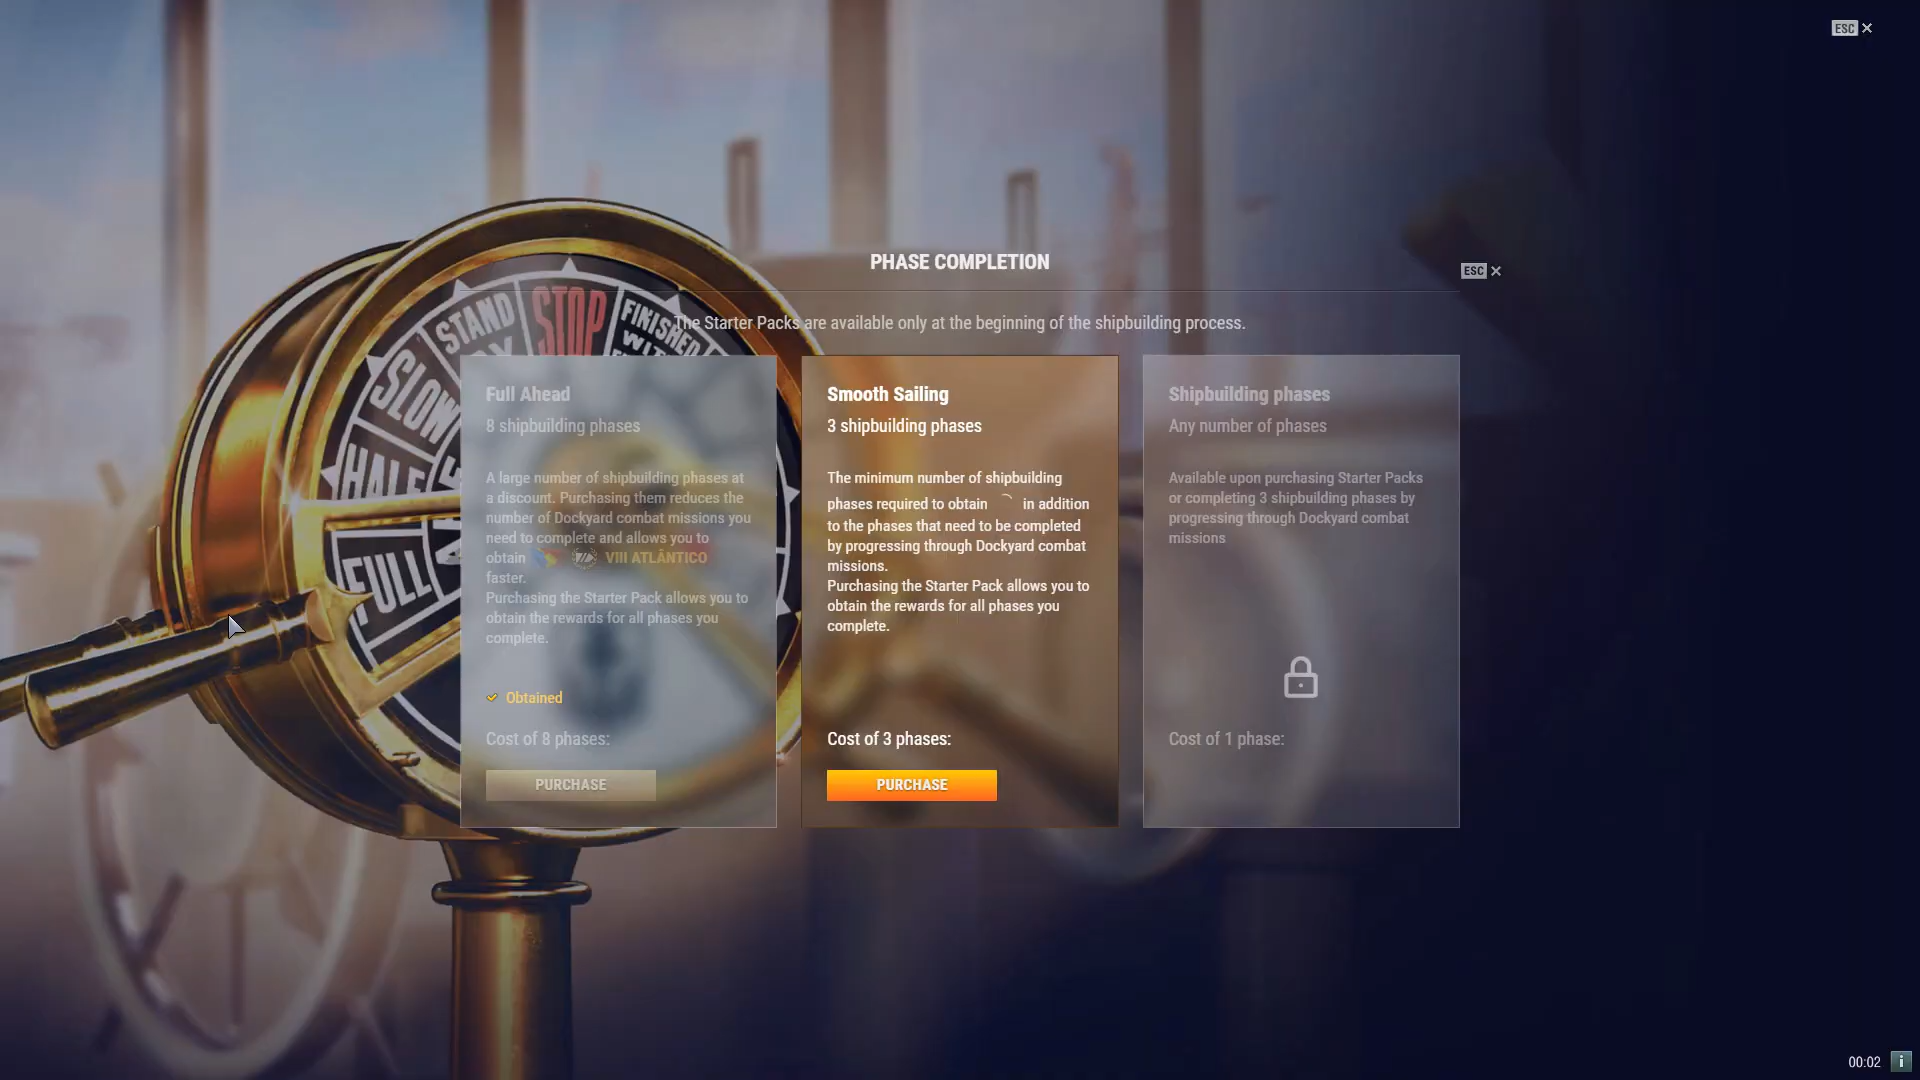 ESC
PHASE COMPLETION
ESC
The Starter Packs are available only at the beginning of the shipbuilding process.
STAND
STOP
FINISHED
WITH
SLOW
HALF
FULL
Full Ahead
8 shipbuilding phases
A large number of shipbuilding phases at
a discount. Purchasing them reduces the
number of Dockyard combat missions you
need to complete and allows you to
obtain VIII ATLÂNTICO
faster.
Purchasing the Starter Pack allows you to
obtain the rewards for all phases you
complete.
Obtained
Cost of 8 phases:
PURCHASE
Smooth Sailing
3 shipbuilding phases
The minimum number of shipbuilding
phases required to obtain in addition
to the phases that need to be completed
by progressing through Dockyard combat
missions.
Purchasing the Starter Pack allows you to
obtain the rewards for all phases you
complete.
Cost of 3 phases:
PURCHASE
Shipbuilding phases
Any number of phases
Available upon purchasing Starter Packs
or completing 3 shipbuilding phases by
progressing through Dockyard combat
missions
Cost of 1 phase:
00:02